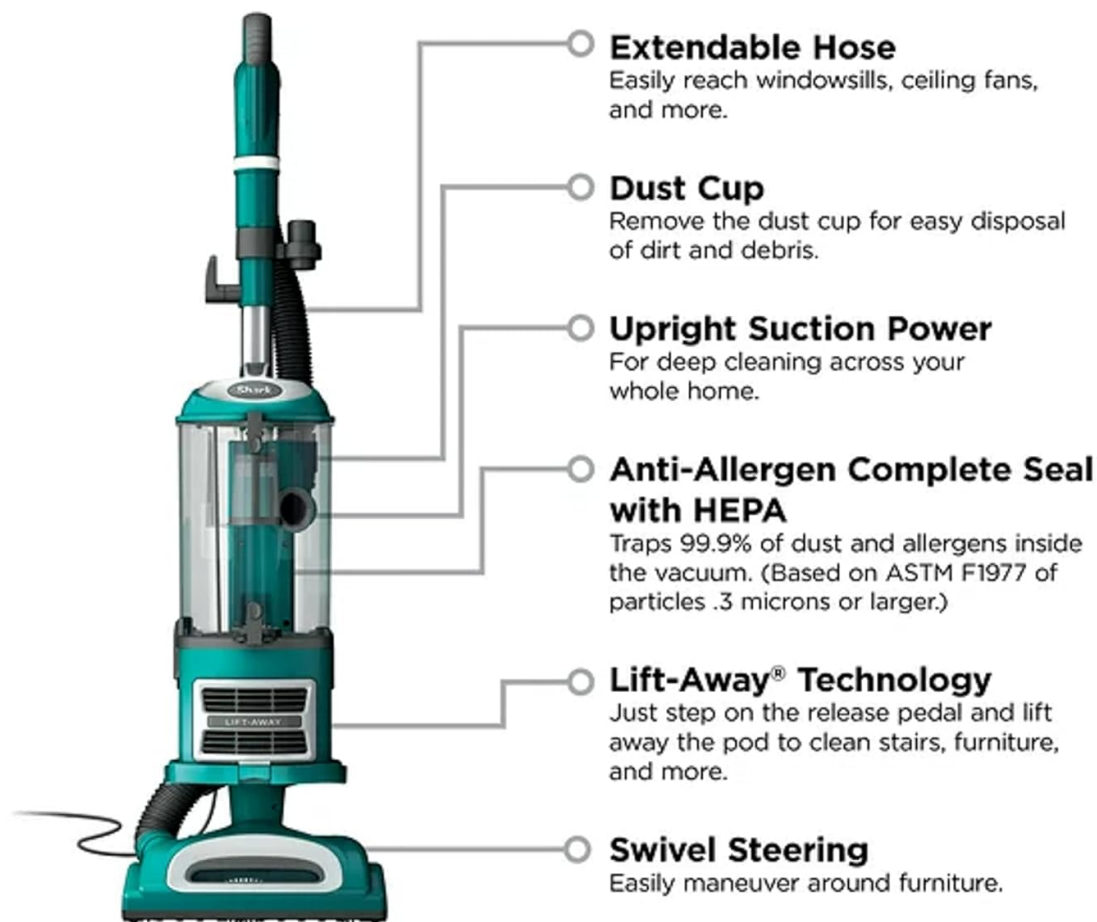 Extendable Hose
Easily reach windowsills, ceiling fans,
and more.
Dust Cup
Remove the dust cup for easy disposal
of dirt and debris.
Upright Suction Power
For deep cleaning across your
whole home.
Shark
Anti-Allergen Complete Seal
with HEPA
Traps 99.9% of dust and allergens inside
the vacuum. (Based on ASTM F1977 of
particles .3 microns or larger.)
Lift-Away® Technology
Just step on the release pedal and lift
away the pod to clean stairs, furniture,
and more.
LIFT-AWAY
Swivel Steering
Easily maneuver around furniture.